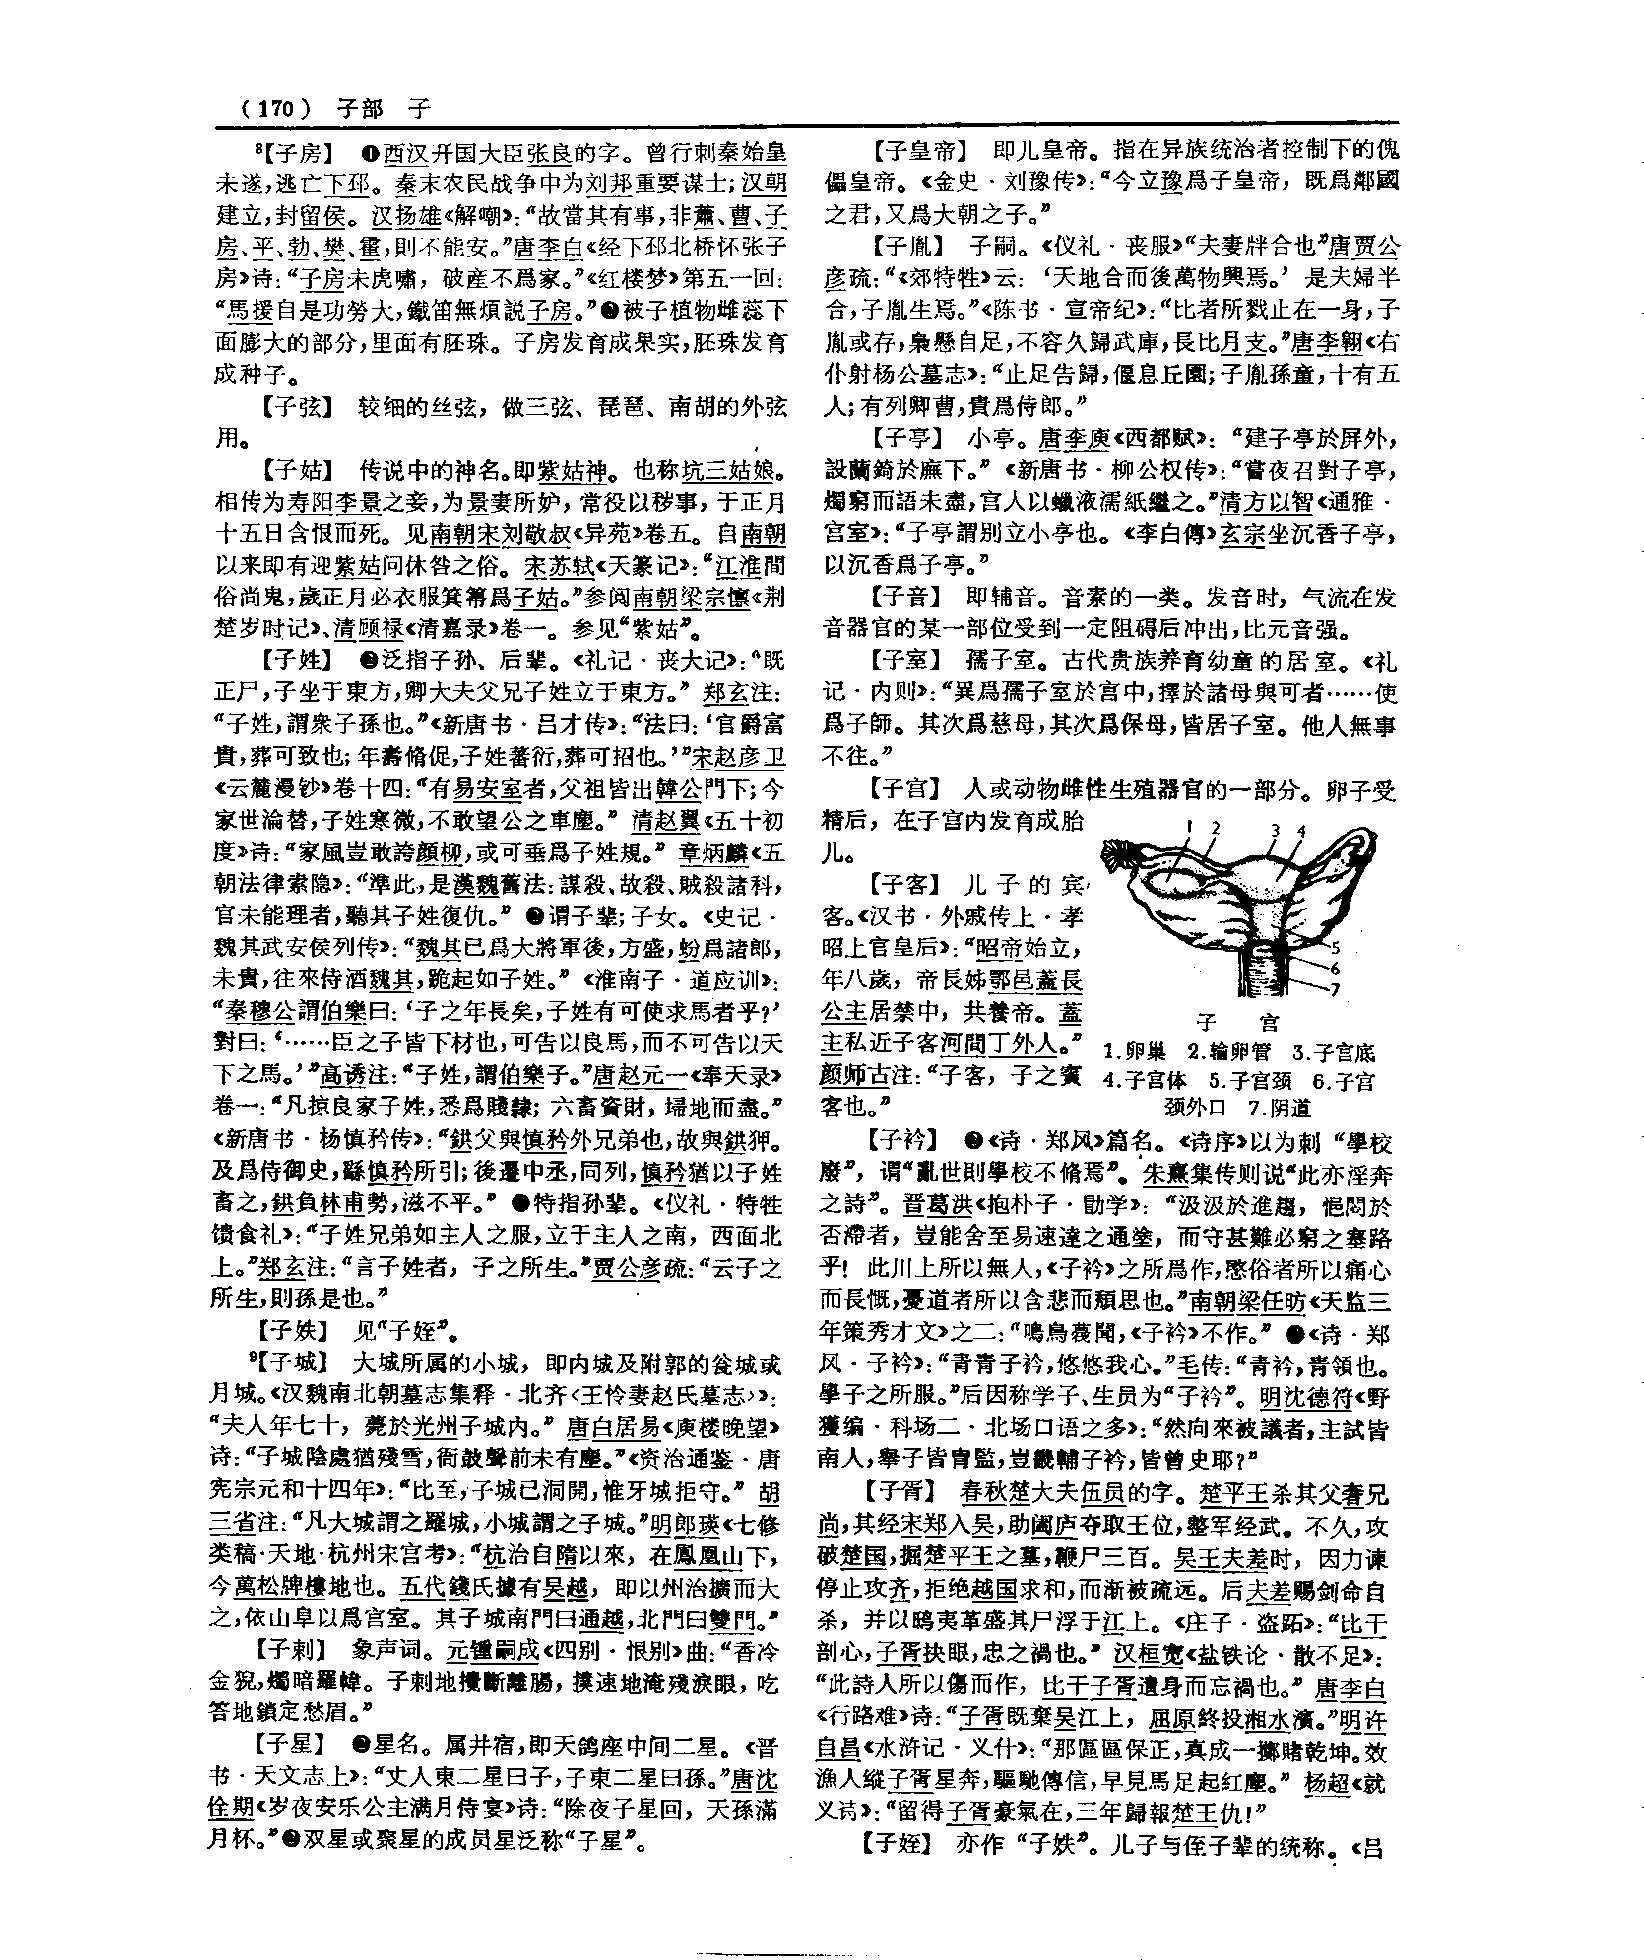 (170) 子部 子
⁸【子房】 ❶西汉开国大臣张良的字。曾行刺秦始皇
未遂,逃亡下邳。秦末农民战争中为刘邦重要谋士;汉朝
建立,封留侯。汉扬雄《解嘲》:“故當其有事,非蕭、曹、子
房、平、勃、樊、霍,則不能安。”唐李白《经下邳北桥怀张子
房》诗:“子房未虎嘯,破産不爲家。”《红楼梦》第五一回:
“馬援自是功勞大,鐵笛無煩説子房。”❷被子植物雌蕊下
面膨大的部分,里面有胚珠。子房发育成果实,胚珠发育
成种子。
【子弦】 较细的丝弦,做三弦、琵琶、南胡的外弦
用。
【子姑】 传说中的神名。即紫姑神。也称坑三姑娘。
相传为寿阳李景之妾,为景妻所妒,常役以秽事,于正月
十五日含恨而死。见南朝宋刘敬叔《异苑》卷五。自南朝
以来即有迎紫姑问休咎之俗。宋苏轼《天篆记》:“江淮間
俗尚鬼,歲正月必衣服箕箒爲子姑。”参阅南朝梁宗懔《荆
楚岁时记》、清顾禄《清嘉录》卷一。参见“紫姑”。
【子姓】 ❶泛指子孙、后辈。《礼记·丧大记》:“既
正尸,子坐于東方,卿大夫父兄子姓立于東方。”郑玄注:
“子姓,謂衆子孫也。”《新唐书·吕才传》:“法曰:‘官爵富
貴,葬可致也;年壽脩促,子姓蕃衍,葬可招也。’”宋赵彦卫
《云麓漫钞》卷十四:“有易安室者,父祖皆出韓公門下;今
家世淪替,子姓寒微,不敢望公之車塵。”清赵翼《五十初
度》诗:“家風豈敢誇顔柳,或可垂爲子姓規。”章炳麟《五
朝法律索隐》:“準此,是漢魏舊法:謀殺、故殺、賊殺諸科,
官未能理者,聽其子姓復仇。”❷谓子辈;子女。《史记·
魏其武安侯列传》:“魏其已爲大將軍後,方盛,蚡爲諸郎,
未貴,往來侍酒魏其,跪起如子姓。”《淮南子·道应训》:
“秦穆公謂伯樂曰:‘子之年長矣,子姓有可使求馬者乎?’
對曰:‘……臣之子皆下材也,可告以良馬,而不可告以天
下之馬。’”高诱注:“子姓,謂伯樂子。”唐赵元一《奉天录》
卷一:“凡掠良家子姓,悉爲賤隸;六畜資財,埽地而盡。”
《新唐书·杨慎矜传》:“鉷父與慎矜外兄弟也,故與鉷狎。
及爲侍御史,繇慎矜所引;後遷中丞,同列,慎矜猶以子姓
畜之,鉷負林甫勢,滋不平。”❸特指孙辈。《仪礼·特牲
馈食礼》:“子姓兄弟如主人之服,立于主人之南,西面北
上。”郑玄注:“言子姓者,子之所生。”贾公彦疏:“云子之
所生,則孫是也。”
【子妷】 见“子姪”。
⁹【子城】 大城所属的小城,即内城及附郭的瓮城或
月城。《汉魏南北朝墓志集释·北齐〈王怜妻赵氏墓志〉》:
“夫人年七十,薨於光州子城内。”唐白居易《庾楼晚望》
诗:“子城陰處猶殘雪,衙鼓聲前未有塵。”《资治通鉴·唐
宪宗元和十四年》:“比至,子城已洞開,惟牙城拒守。”胡
三省注:“凡大城謂之羅城,小城謂之子城。”明郎瑛《七修
类稿·天地·杭州宋宫考》:“杭治自隋以來,在鳳凰山下,
今萬松牌樓地也。五代錢氏據有吴越,即以州治擴而大
之,依山阜以爲宫室。其子城南門曰通越,北門曰雙門。”
【子剌】 象声词。元锺嗣成《四别·恨别》曲:“香冷
金猊,燭暗羅幃。子剌地攪斷離腸,撲速地淹殘淚眼,吃
答地鎖定愁眉。”
【子星】 ❶星名。属井宿,即天鸽座中间二星。《晋
书·天文志上》:“丈人東二星曰子,子東二星曰孫。”唐沈
佺期《岁夜安乐公主满月侍宴》诗:“除夜子星回,天孫滿
月杯。”❷双星或聚星的成员星泛称“子星”。
【子皇帝】 即儿皇帝。指在异族统治者控制下的傀
儡皇帝。《金史·刘豫传》:“今立豫爲子皇帝,既爲鄰國
之君,又爲大朝之子。”
【子胤】 子嗣。《仪礼·丧服》“夫妻牉合也”唐贾公
彦疏:“《郊特牲》云:‘天地合而後萬物興焉。’是夫婦半
合,子胤生焉。”《陈书·宣帝纪》:“比者所戮止在一身,子
胤或存,梟懸自足,不容久歸武庫,長比月支。”唐李翱《右
仆射杨公墓志》:“止足告歸,偃息丘園;子胤孫童,十有五
人;有列卿曹,貴爲侍郎。”
【子亭】 小亭。唐李庾《西都赋》:“建子亭於屏外,
設蘭錡於廡下。”《新唐书·柳公权传》:“嘗夜召對子亭,
燭窮而語未盡,宫人以蠟液濡紙繼之。”清方以智《通雅·
宫室》:“子亭謂别立小亭也。《李白傳》玄宗坐沉香子亭,
以沉香爲子亭。”
【子音】 即辅音。音素的一类。发音时,气流在发
音器官的某一部位受到一定阻碍后冲出,比元音强。
【子室】 孺子室。古代贵族养育幼童的居室。《礼
记·内则》:“異爲孺子室於宫中,擇於諸母與可者……使
爲子師。其次爲慈母,其次爲保母,皆居子室。他人無事
不往。”
【子宫】 人或动物雌性生殖器官的一部分。卵子受
精后,在子宫内发育成胎
儿。
【子客】 儿子的宾
客。《汉书·外戚传上·孝
昭上官皇后》:“昭帝始立,
年八歲,帝長姊鄂邑蓋長
公主居禁中,共養帝。蓋
主私近子客河間丁外人。”
颜师古注:“子客,子之賓
客也。”
1 2 3 4
5
6
7
子 宫
1.卵巢 2.输卵管 3.子宫底
4.子宫体 5.子宫颈 6.子宫
颈外口 7.阴道
【子衿】 ❶《诗·郑风》篇名。《诗序》以为刺“學校
廢”,谓“亂世則學校不脩焉”。朱熹集传则说“此亦淫奔
之詩”。晋葛洪《抱朴子·勖学》:“汲汲於進趨,悒悶於
否滯者,豈能舍至易速達之通塗,而守甚難必窮之塞路
乎!此川上所以無人,《子衿》之所爲作,愍俗者所以痛心
而長慨,憂道者所以含悲而頹思也。”南朝梁任昉《天监三
年策秀才文》之二:“鳴鳥蔑聞,《子衿》不作。”❷《诗·郑
风·子衿》:“青青子衿,悠悠我心。”毛传:“青衿,青領也。
學子之所服。”后因称学子、生员为“子衿”。明沈德符《野
獲编·科场二·北场口语之多》:“然向來被議者,主試皆
南人,舉子皆胄監,豈畿輔子衿,皆曾史耶?”
【子胥】 春秋楚大夫伍员的字。楚平王杀其父奢兄
尚,其经宋郑入吴,助阖庐夺取王位,整军经武。不久,攻
破楚国,掘楚平王之墓,鞭尸三百。吴王夫差时,因力谏
停止攻齐,拒绝越国求和,而渐被疏远。后夫差赐剑命自
杀,并以鸱夷革盛其尸浮于江上。《庄子·盗跖》:“比干
剖心,子胥抉眼,忠之禍也。”汉桓宽《盐铁论·散不足》:
“此詩人所以傷而作,比干子胥遺身而忘禍也。”唐李白
《行路难》诗:“子胥既棄吴江上,屈原終投湘水濱。”明许
自昌《水浒记·义什》:“那區區保正,真成一擲賭乾坤。效
漁人縱子胥星奔,驅馳傳信,早見馬足起紅塵。”杨超《就
义诗》:“留得子胥豪氣在,三年歸報楚王仇!”
【子姪】 亦作“子妷”。儿子与侄子辈的统称。《吕